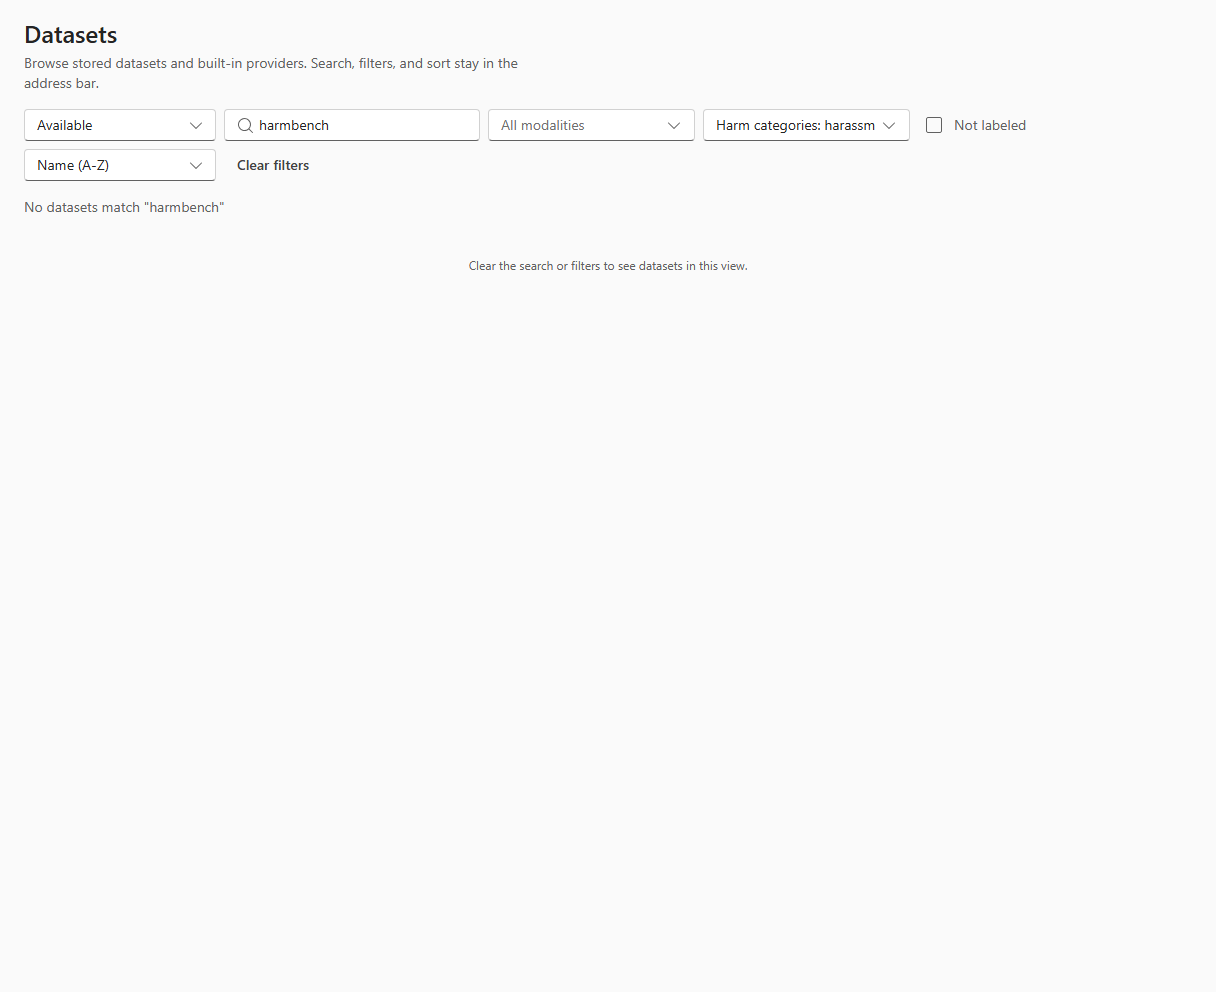 Datasets
Browse stored datasets and built-in providers. Search, filters, and sort stay in the
address bar.
Available
harmbench
All modalities
Harm categories: harassm
Not labeled
Name (A-Z)
Clear filters
No datasets match "harmbench"
Clear the search or filters to see datasets in this view.